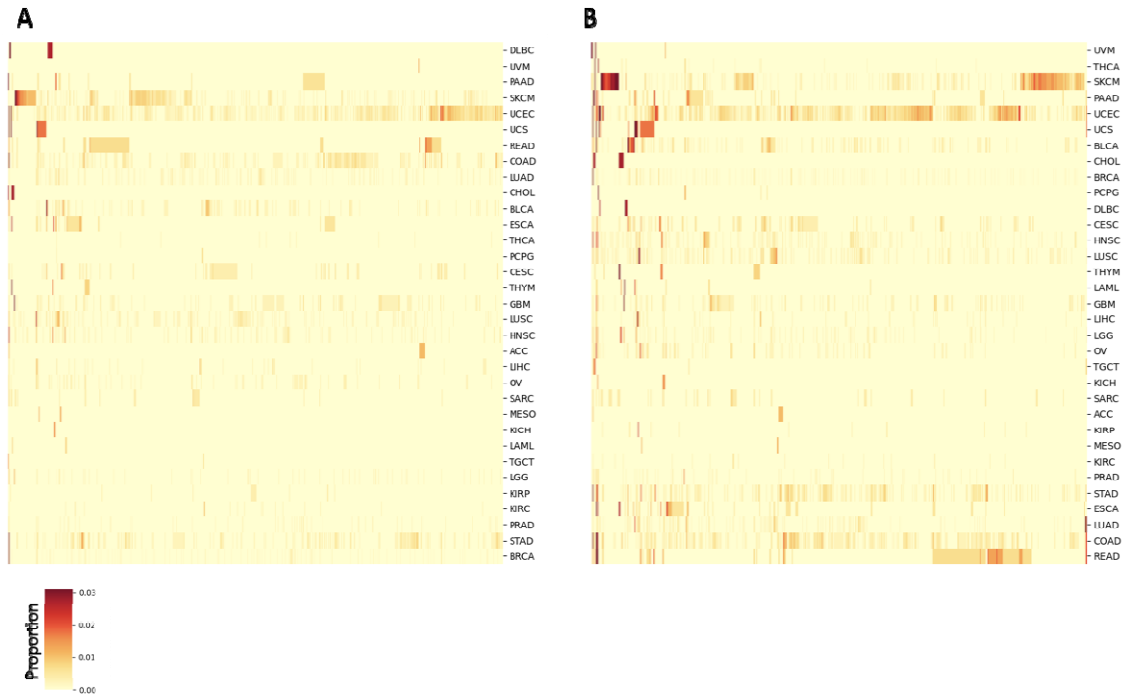 A
DLBC
UVM
PAAD
SKCM
UCEC
UCS
READ
COAD
LUAD
CHOL
BLCA
ESCA
THCA
PCPG
CESC
THYM
GBM
LUSC
HNSC
ACC
LIHC
OV
SARC
MESO
KICH
LAML
TGCT
LGG
KIRP
KIRC
PRAD
STAD
BRCA
B
UVM
THCA
SKCM
PAAD
UCEC
UCS
BLCA
CHOL
BRCA
PCPG
DLBC
CESC
HNSC
LUSC
THYM
LAML
GBM
LIHC
LGG
OV
TGCT
KICH
SARC
ACC
KIRP
MESO
KIRC
PRAD
STAD
ESCA
LUAD
COAD
READ
Proportion
0.03
0.02
0.01
0.00